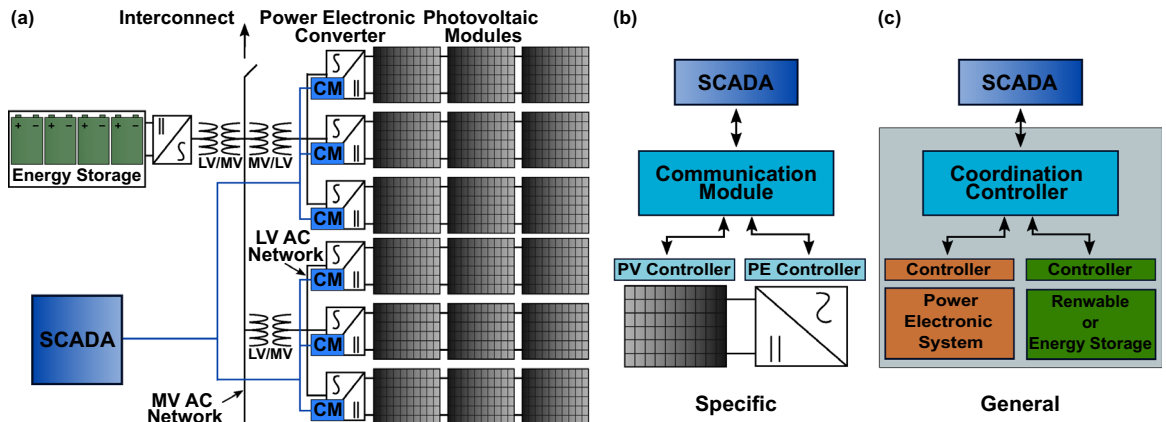 (a)
Interconnect
Power Electronic
Converter
Photovoltaic
Modules
CM
CM
CM
CM
CM
CM
+ - + - + - + -
Energy Storage
LV/MV
MV/LV
LV AC
Network
LV/MV
SCADA
MV AC
Network
(b)
SCADA
Communication
Module
PV Controller
PE Controller
Specific
(c)
SCADA
Coordination
Controller
Controller
Controller
Power
Electronic
System
Renwable
or
Energy Storage
General